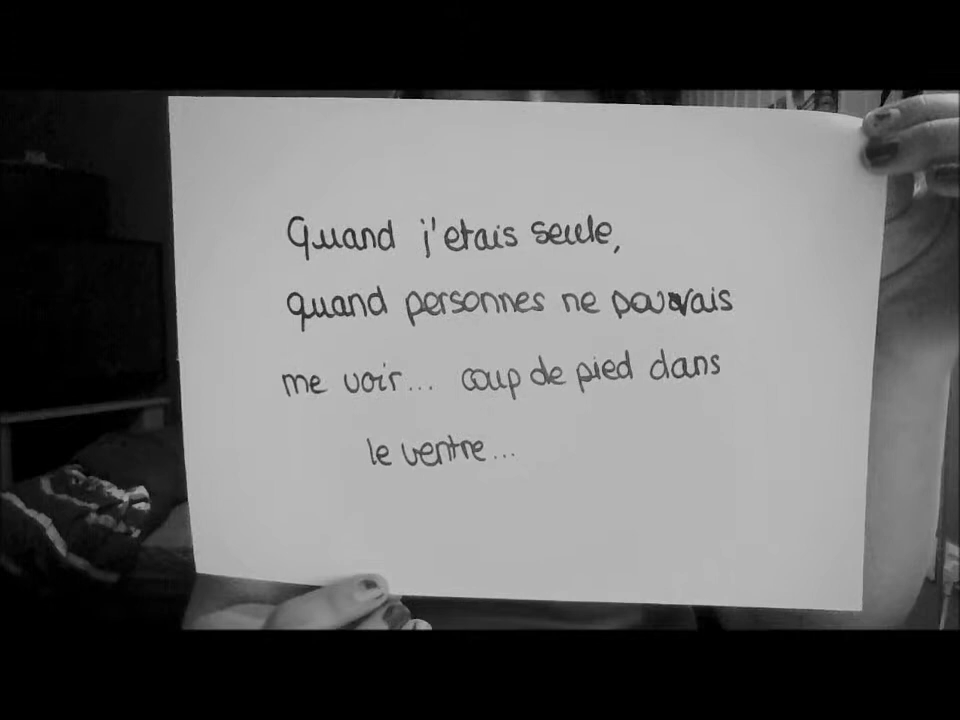 Quand j'etais seule,
quand personnes ne pouvais
me voir... coup de pied dans
le ventre...